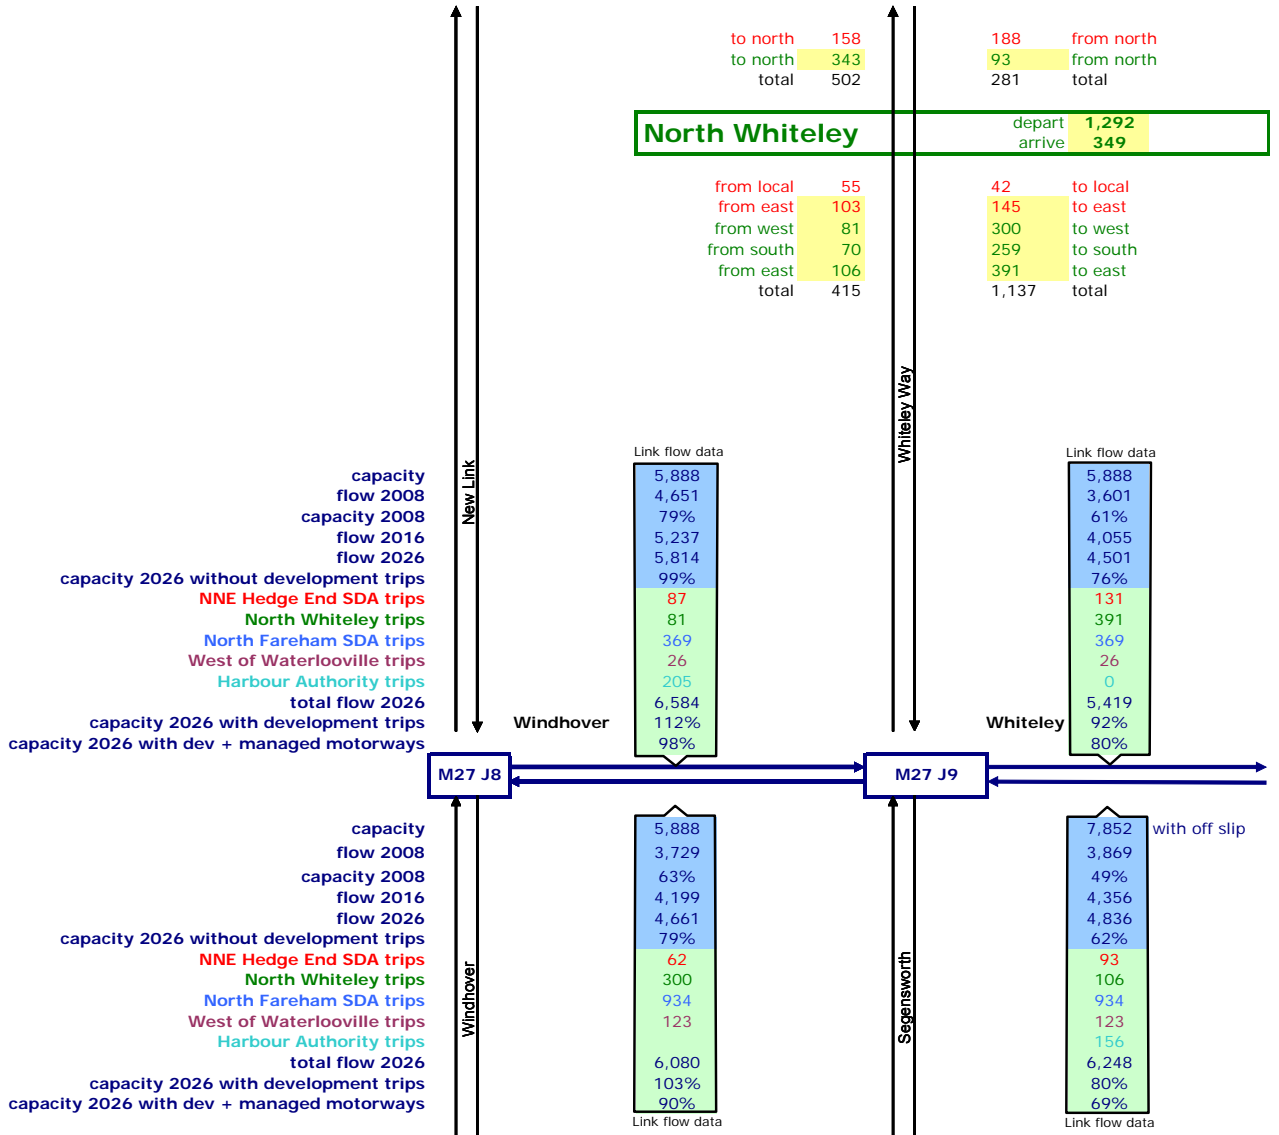 to north 158 188 from north
to north 343 93 from north
total 502 281 total
North Whiteley
depart 1,292
arrive 349
from local 55 42 to local
from east 103 145 to east
from west 81 300 to west
from south 70 259 to south
from east 106 391 to east
total 415 1,137 total
New Link
Whiteley Way
Link flow data Link flow data
capacity 5,888 5,888
flow 2008 4,651 3,601
capacity 2008 79% 61%
flow 2016 5,237 4,055
flow 2026 5,814 4,501
capacity 2026 without development trips 99% 76%
NNE Hedge End SDA trips 87 131
North Whiteley trips 81 391
North Fareham SDA trips 369 369
West of Waterlooville trips 26 26
Harbour Authority trips 205 0
total flow 2026 6,584 5,419
capacity 2026 with development trips Windhover 112% Whiteley 92%
capacity 2026 with dev + managed motorways 98% 80%
M27 J8 M27 J9
capacity 5,888 7,852 with off slip
flow 2008 3,729 3,869
capacity 2008 63% 49%
flow 2016 4,199 4,356
flow 2026 4,661 4,836
capacity 2026 without development trips 79% 62%
NNE Hedge End SDA trips 62 93
North Whiteley trips 300 106
North Fareham SDA trips 934 934
West of Waterlooville trips 123 123
Harbour Authority trips 156
total flow 2026 6,080 6,248
capacity 2026 with development trips 103% 80%
capacity 2026 with dev + managed motorways 90% 69%
Link flow data Link flow data
Windhover
Segensworth